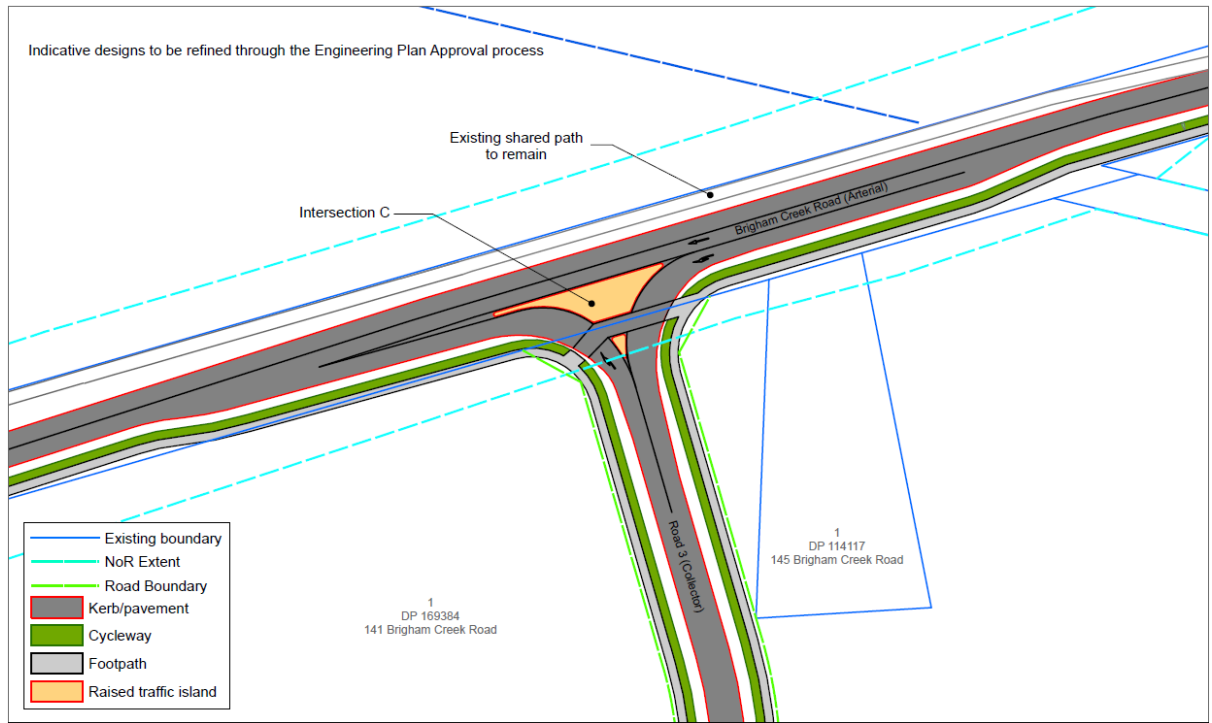 Indicative designs to be refined through the Engineering Plan Approval process
Existing shared path
to remain
Intersection C
Brigham Creek Road (Arterial)
Road 3 (Collector)
1
DP 114117
145 Brigham Creek Road
1
DP 169384
141 Brigham Creek Road
Existing boundary
NoR Extent
Road Boundary
Kerb/pavement
Cycleway
Footpath
Raised traffic island